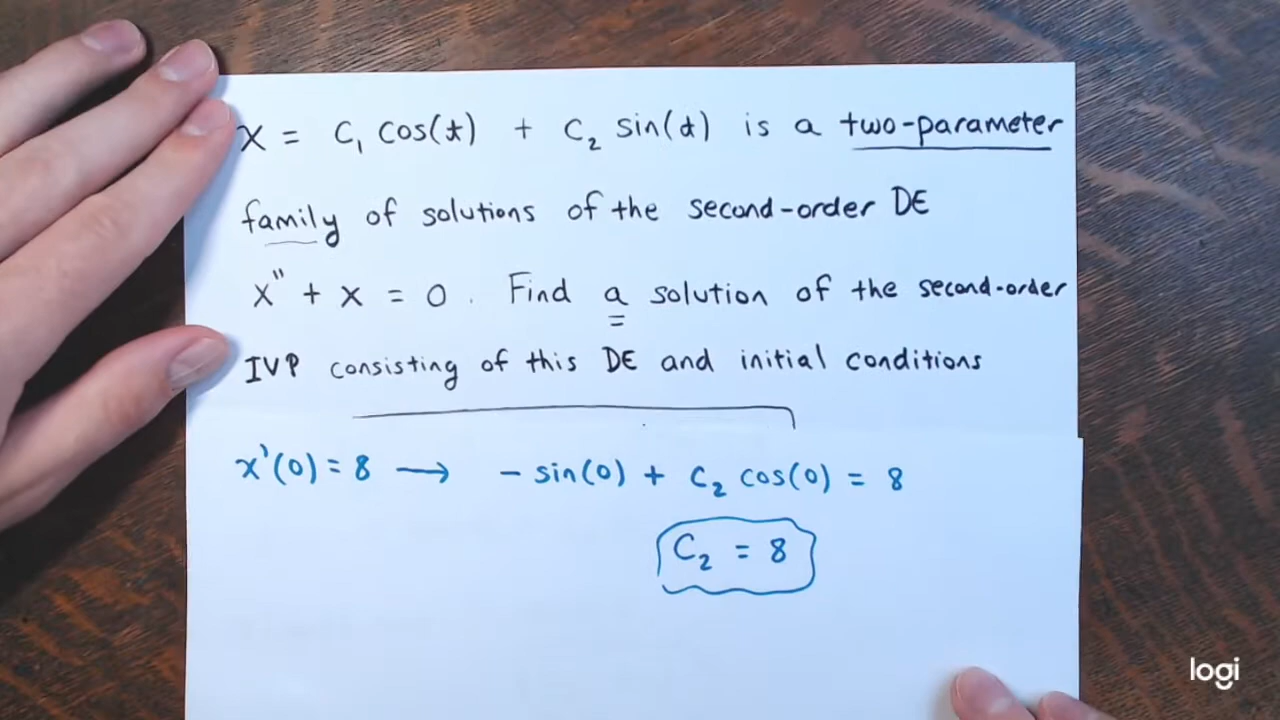 x = c₁ cos(t) + c₂ sin(t) is a two-parameter
family of solutions of the second-order DE
x" + x = 0. Find a solution of the second-order
IVP consisting of this DE and initial conditions
x'(0) = 8 → - sin(0) + c₂ cos(0) = 8
c₂ = 8
logi